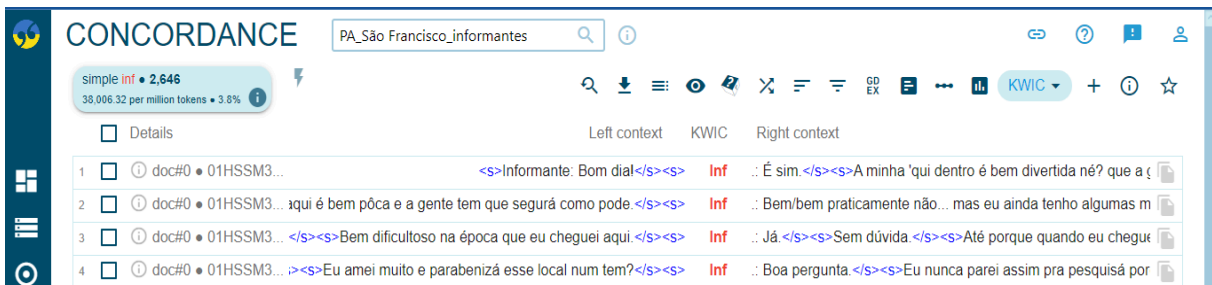 CONCORDANCE PA_São Francisco_informantes
simple inf • 2,646
38,006.32 per million tokens • 3.8% i
GD EX KWIC
Details Left context KWIC Right context
1 doc#0 • 01HSSM3... <s>Informante: Bom dia!</s><s> Inf .: É sim.</s><s>A minha 'qui dentro é bem divertida né? que a
2 doc#0 • 01HSSM3... aqui é bem pôca e a gente tem que segurá como pode.</s><s> Inf .: Bem/bem praticamente não... mas eu ainda tenho algumas m
3 doc#0 • 01HSSM3... </s><s>Bem dificultoso na época que eu cheguei aqui.</s><s> Inf .: Já.</s><s>Sem dúvida.</s><s>Até porque quando eu chegue
4 doc#0 • 01HSSM3... <s>Eu amei muito e parabenizá esse local num tem?</s><s> Inf .: Boa pergunta.</s><s>Eu nunca parei assim pra pesquisá por